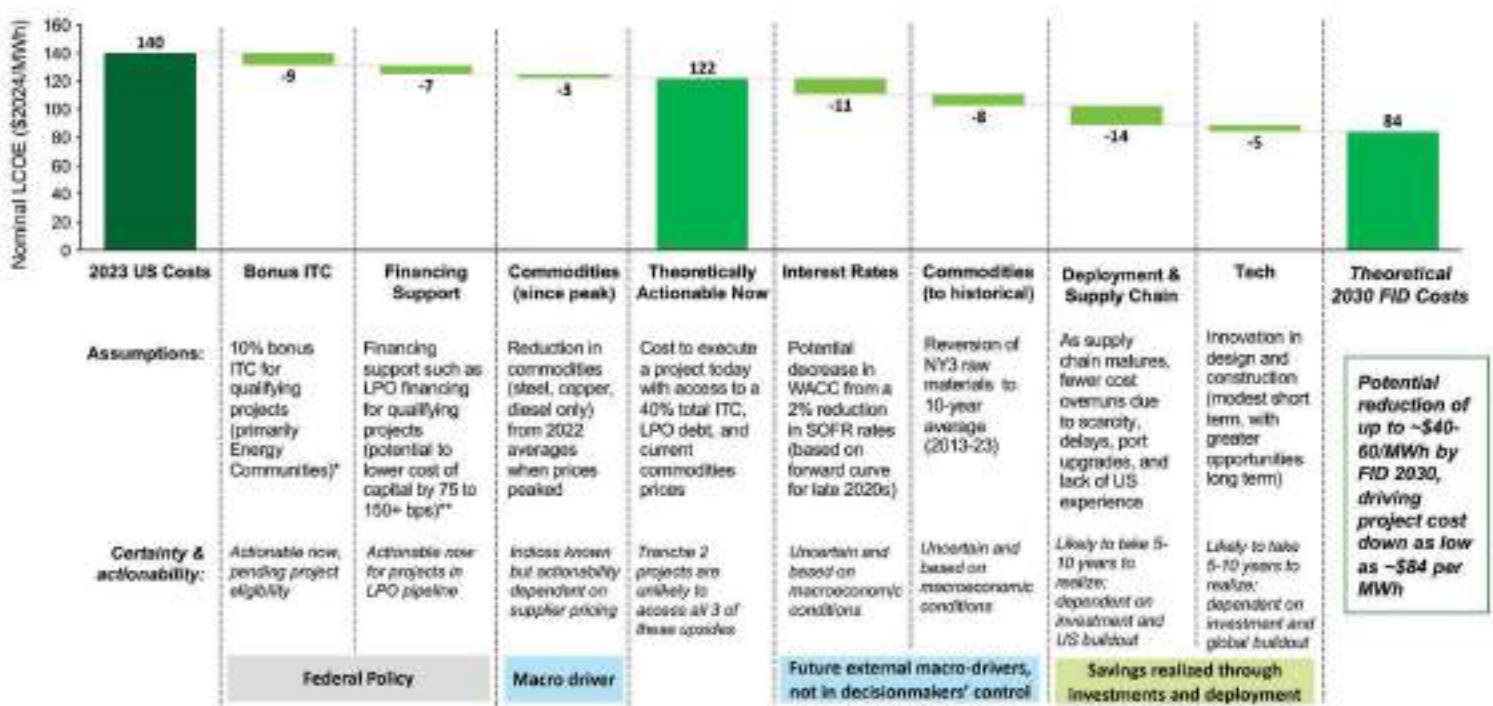 Nominal LCOE ($2024/MWh)
160
140
120
100
80
60
40
20
0
140
-9
-7
-3
122
-11
-8
-14
-5
84
2023 US Costs
Bonus ITC
Financing
Support
Commodities
(since peak)
Theoretically
Actionable Now
Interest Rates
Commodities
(to historical)
Deployment &
Supply Chain
Tech
Theoretical
2030 FID Costs
Assumptions:
10% bonus
ITC for
qualifying
projects
(primarily
Energy
Communities)*
Financing
support such as
LPO financing
for qualifying
projects
(potential to
lower cost of
capital by 75 to
150+ bps)**
Reduction in
commodities
(steel, copper,
diesel only)
from 2022
averages
when prices
peaked
Cost to execute
a project today
with access to a
40% total ITC,
LPO debt, and
current
commodities
prices
Potential
decrease in
WACC from a
2% reduction
in SOFR rates
(based on
forward curve
for late 2020s)
Reversion of
NY3 raw
materials to
10-year
average
(2013-23)
As supply
chain matures,
fewer cost
overruns due
to scarcity,
delays, port
upgrades, and
lack of US
experience
Innovation in
design and
construction
(modest short
term, with
greater
opportunities
long term)
Potential
reduction of
up to ~$40-
60/MWh by
FID 2030,
driving
project cost
down as low
as ~$84 per
MWh
Certainty &
actionability:
Actionable now,
pending project
eligibility
Actionable now
for projects in
LPO pipeline
Indices known
but actionability
dependent on
supplier pricing
Tranche 2
projects are
unlikely to
access all 3 of
these upsides
Uncertain and
based on
macroeconomic
conditions
Uncertain and
based on
macroeconomic
conditions
Likely to take 5-
10 years to
realize;
dependent on
investment and
US buildout
Likely to take
5-10 years to
realize;
dependent on
investment and
global buildout
Federal Policy
Macro driver
Future external macro-drivers,
not in decisionmakers' control
Savings realized through
investments and deployment